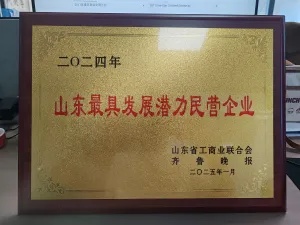 二〇二四年
山东最具发展潜力民营企业
山东省工商业联合会
齐鲁晚报
二〇二五年一月